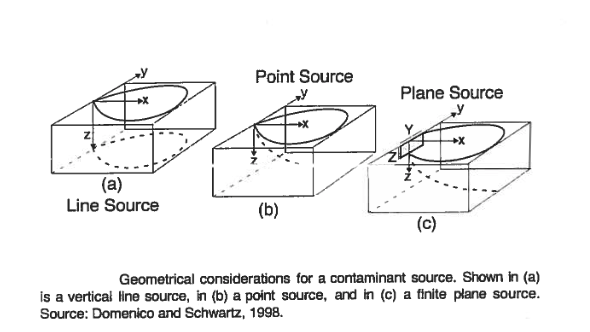 y
x
z
(a)
Line Source
Point Source
y
x
z
(b)
Plane Source
y
Y
x
Z
z
(c)
Geometrical considerations for a contaminant source. Shown in (a)
is a vertical line source, in (b) a point source, and in (c) a finite plane source.
Source: Domenico and Schwartz, 1998.